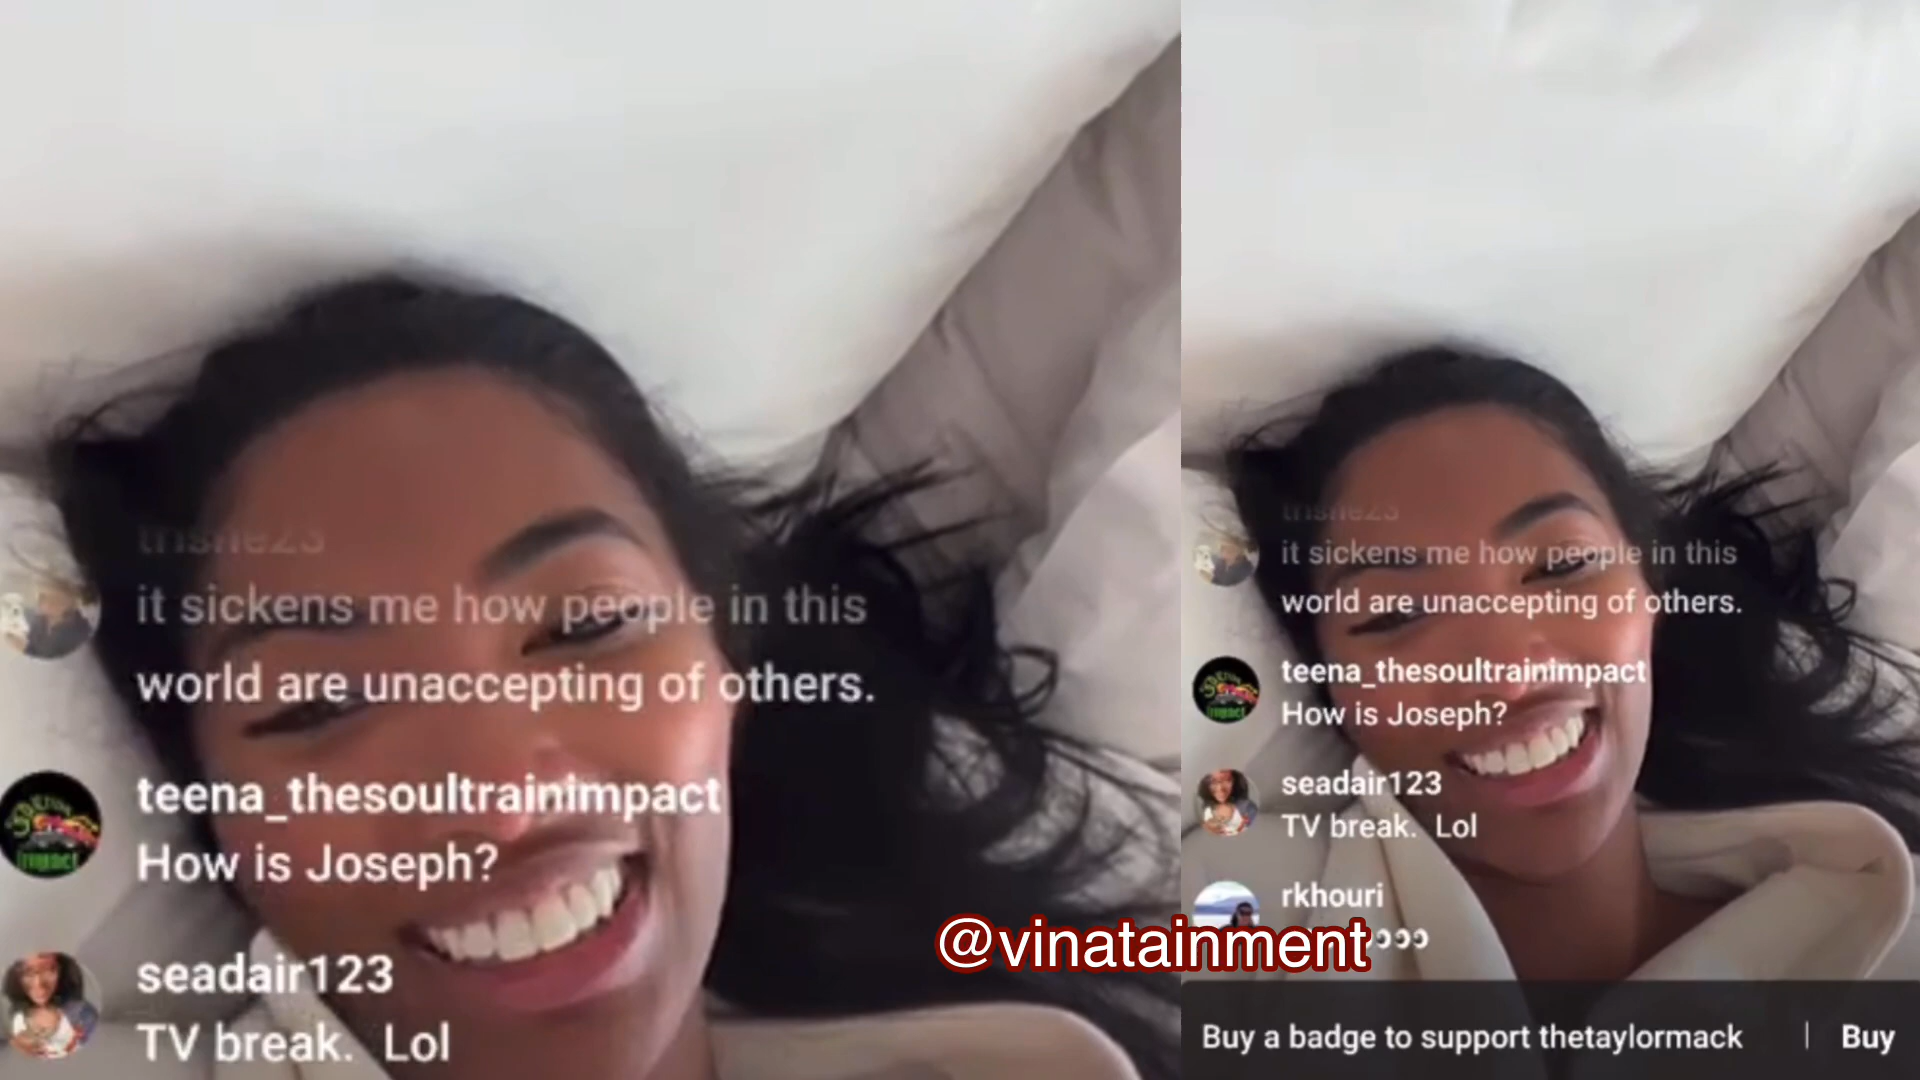 it sickens me how people in this
world are unaccepting of others.
teena_thesoultrainimpact
How is Joseph?
seadair123
TV break. Lol
it sickens me how people in this
world are unaccepting of others.
teena_thesoultrainimpact
How is Joseph?
seadair123
TV break. Lol
rkhouri
@vinatainment
Buy a badge to support thetaylormack | Buy